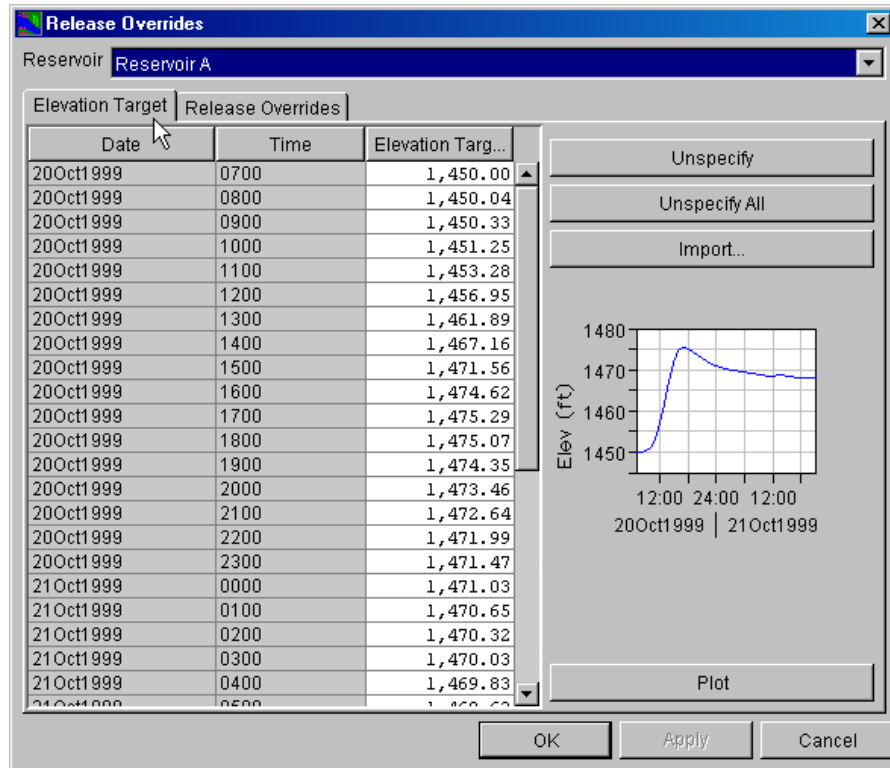 Release Overrides
Reservoir Reservoir A
Elevation Target Release Overrides
Date Time Elevation Targ...
20Oct1999 0700 1,450.00
20Oct1999 0800 1,450.04
20Oct1999 0900 1,450.33
20Oct1999 1000 1,451.25
20Oct1999 1100 1,453.28
20Oct1999 1200 1,456.95
20Oct1999 1300 1,461.89
20Oct1999 1400 1,467.16
20Oct1999 1500 1,471.56
20Oct1999 1600 1,474.62
20Oct1999 1700 1,475.29
20Oct1999 1800 1,475.07
20Oct1999 1900 1,474.35
20Oct1999 2000 1,473.46
20Oct1999 2100 1,472.64
20Oct1999 2200 1,471.99
20Oct1999 2300 1,471.47
21Oct1999 0000 1,471.03
21Oct1999 0100 1,470.65
21Oct1999 0200 1,470.32
21Oct1999 0300 1,470.03
21Oct1999 0400 1,469.83
Unspecify
Unspecify All
Import...
Elev (ft)
1480
1470
1460
1450
12:00 24:00 12:00
20Oct1999 | 21Oct1999
Plot
OK Apply Cancel